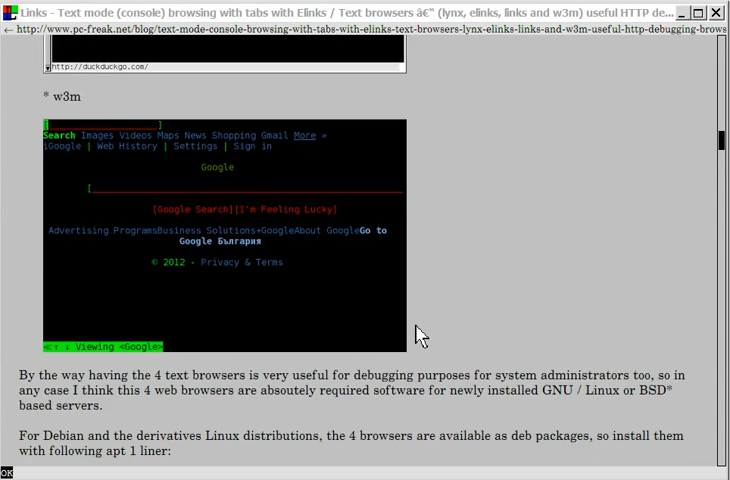 Links - Text mode (console) browsing with tabs with Elinks / Text browsers â€“ (lynx, elinks, links and w3m) useful HTTP de...
← http://www.pc-freak.net/blog/text-mode-console-browsing-with-tabs-with-elinks-text-browsers-lynx-elinks-links-and-w3m-useful-http-debugging-brows
http://duckduckgo.com/
* w3m
[ ]
Search Images Videos Maps News Shopping Gmail More »
iGoogle | Web History | Settings | Sign in
Google
[
[Google Search][I'm Feeling Lucky]
Advertising ProgramsBusiness Solutions+GoogleAbout GoogleGo to
Google България
© 2012 - Privacy & Terms
≪ ↑ ↓ Viewing <Google>
By the way having the 4 text browsers is very useful for debugging purposes for system administrators too, so in
any case I think this 4 web browsers are absoutely required software for newly installed GNU / Linux or BSD*
based servers.
For Debian and the derivatives Linux distributions, the 4 browsers are available as deb packages, so install them
with following apt 1 liner:
OK